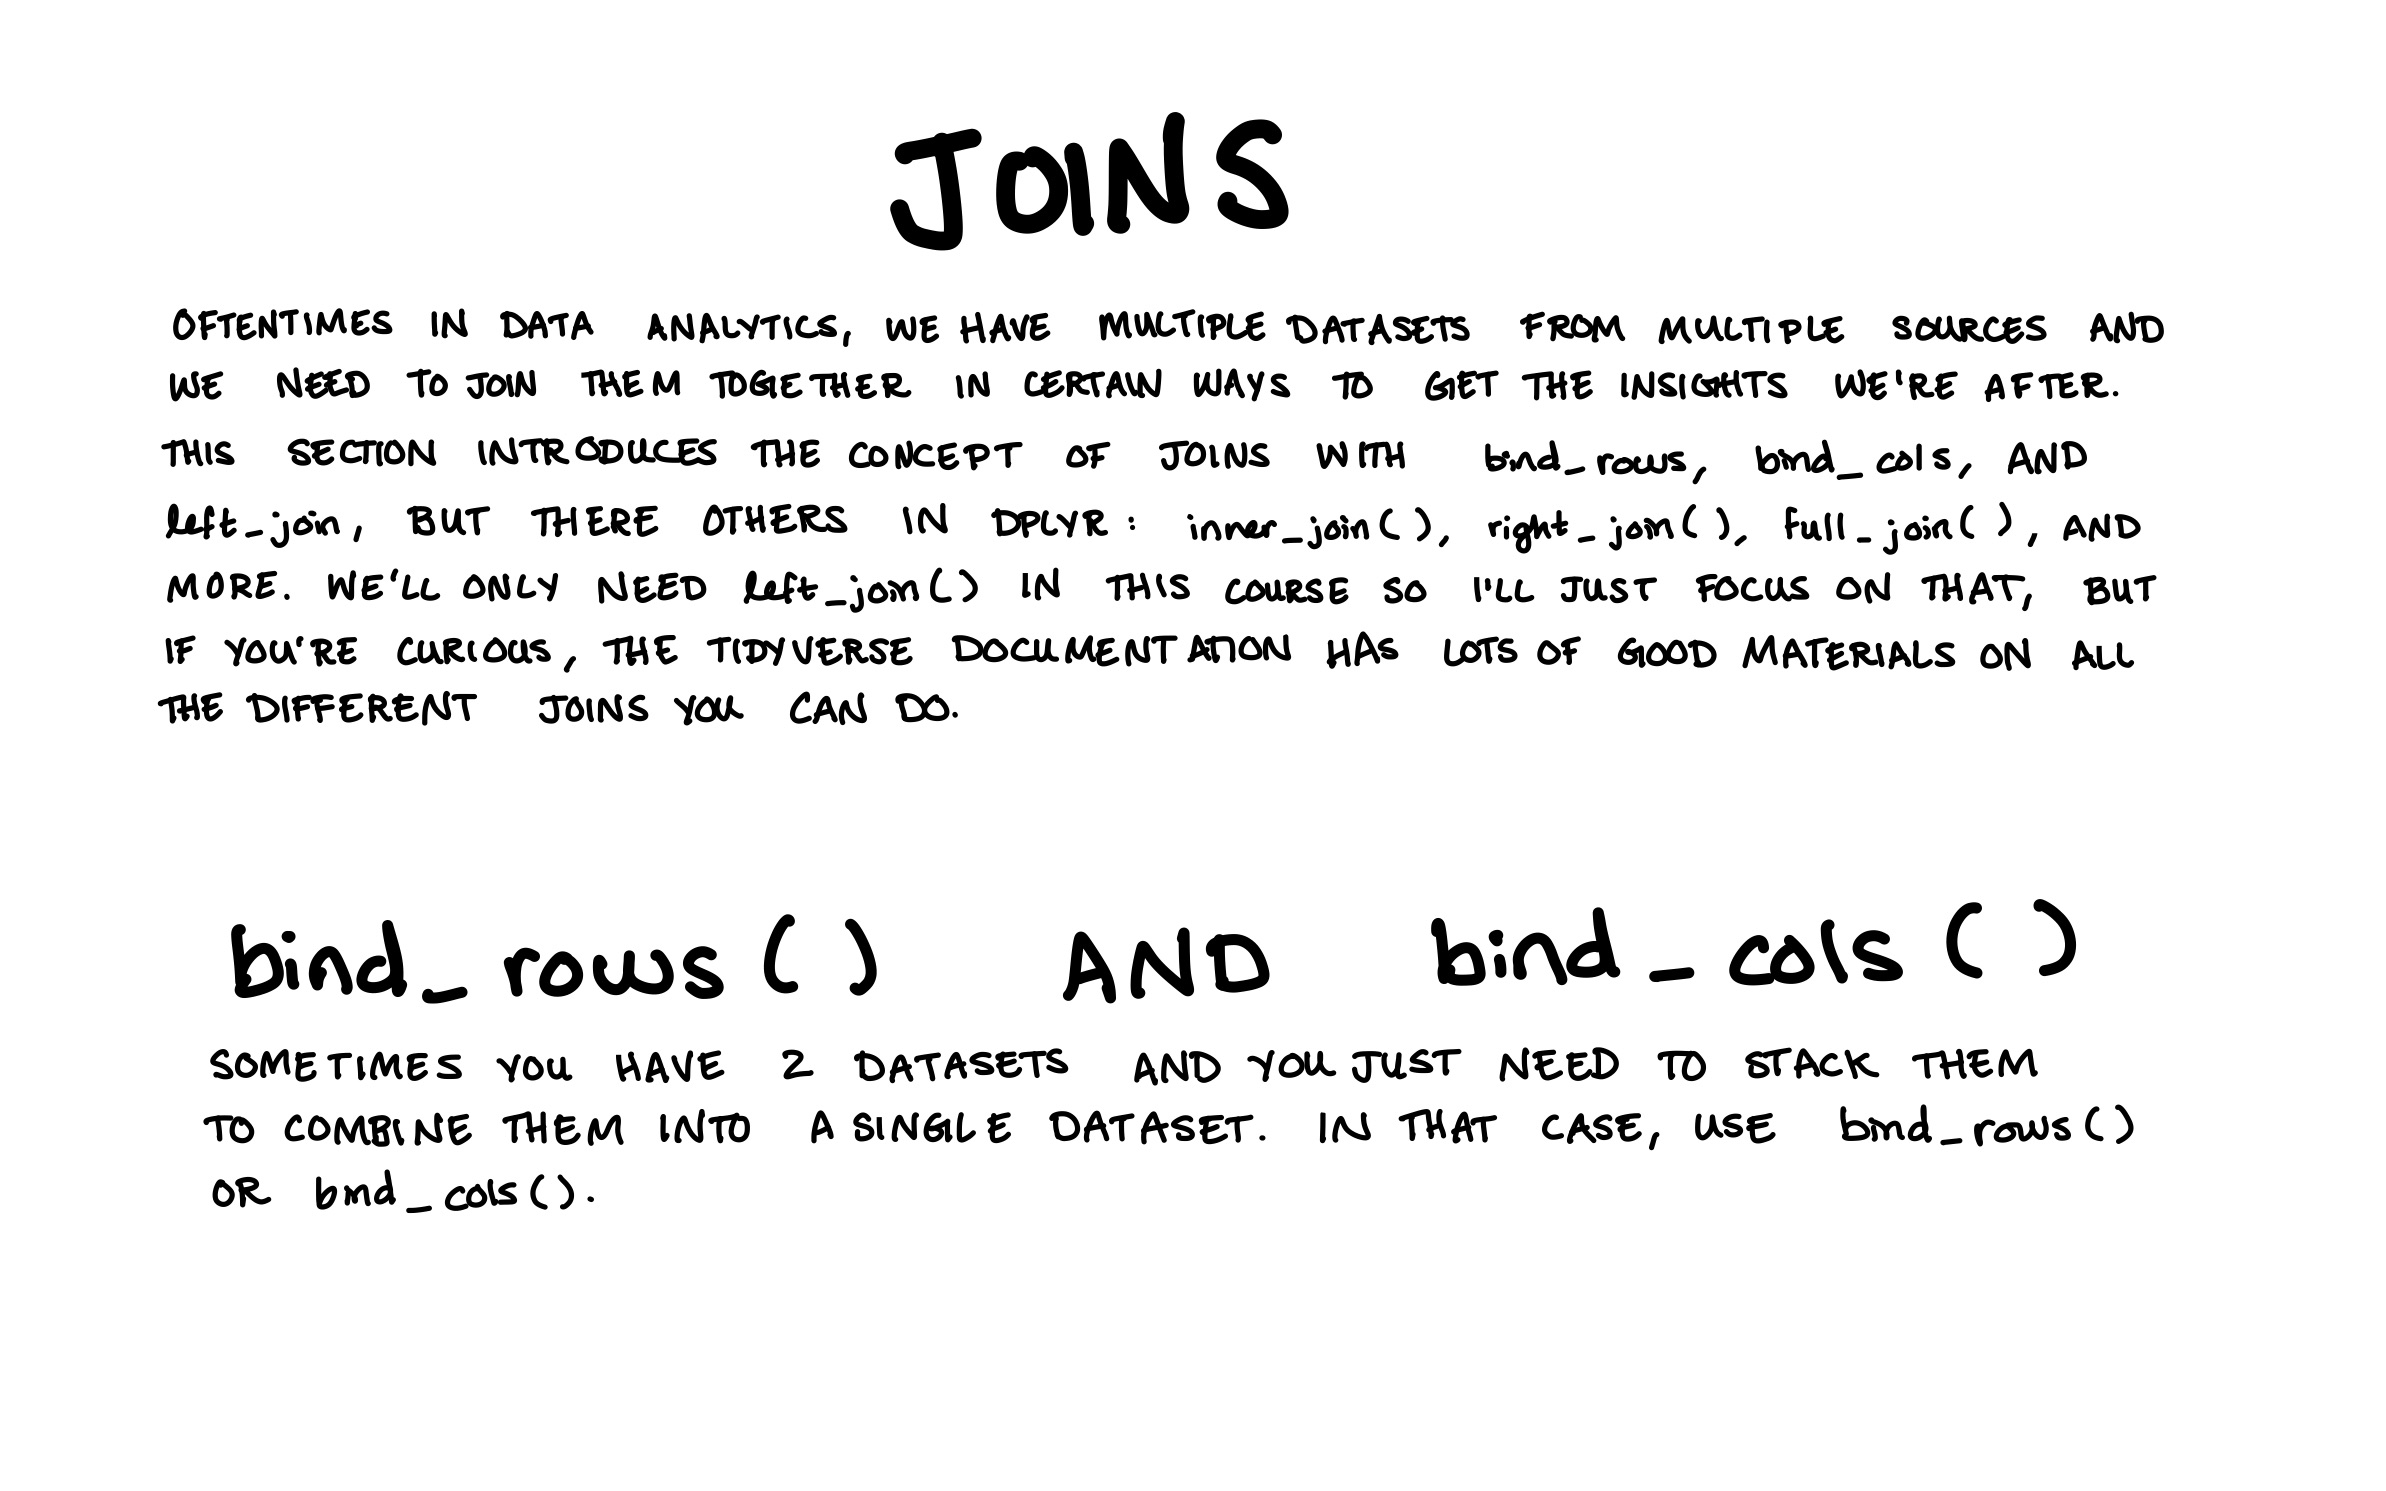 JOINS
OFTENTIMES IN DATA ANALYTICS, WE HAVE MULTIPLE DATASETS FROM MULTIPLE SOURCES AND
WE NEED TO JOIN THEM TOGETHER IN CERTAIN WAYS TO GET THE INSIGHTS WE'RE AFTER.
THIS SECTION INTRODUCES THE CONCEPT OF JOINS WITH bind_rows, bind_cols, AND
left_join, BUT THERE OTHERS IN DPLYR: inner_join(), right_join(), full_join(), AND
MORE. WE'LL ONLY NEED left_join() IN THIS COURSE SO I'LL JUST FOCUS ON THAT, BUT
IF YOU'RE CURIOUS, THE TIDYVERSE DOCUMENTATION HAS LOTS OF GOOD MATERIALS ON ALL
THE DIFFERENT JOINS YOU CAN DO.
bind_rows() AND bind_cols()
SOMETIMES YOU HAVE 2 DATASETS AND YOU JUST NEED TO STACK THEM
TO COMBINE THEM INTO A SINGLE DATASET. IN THAT CASE, USE bind_rows()
OR bind_cols().